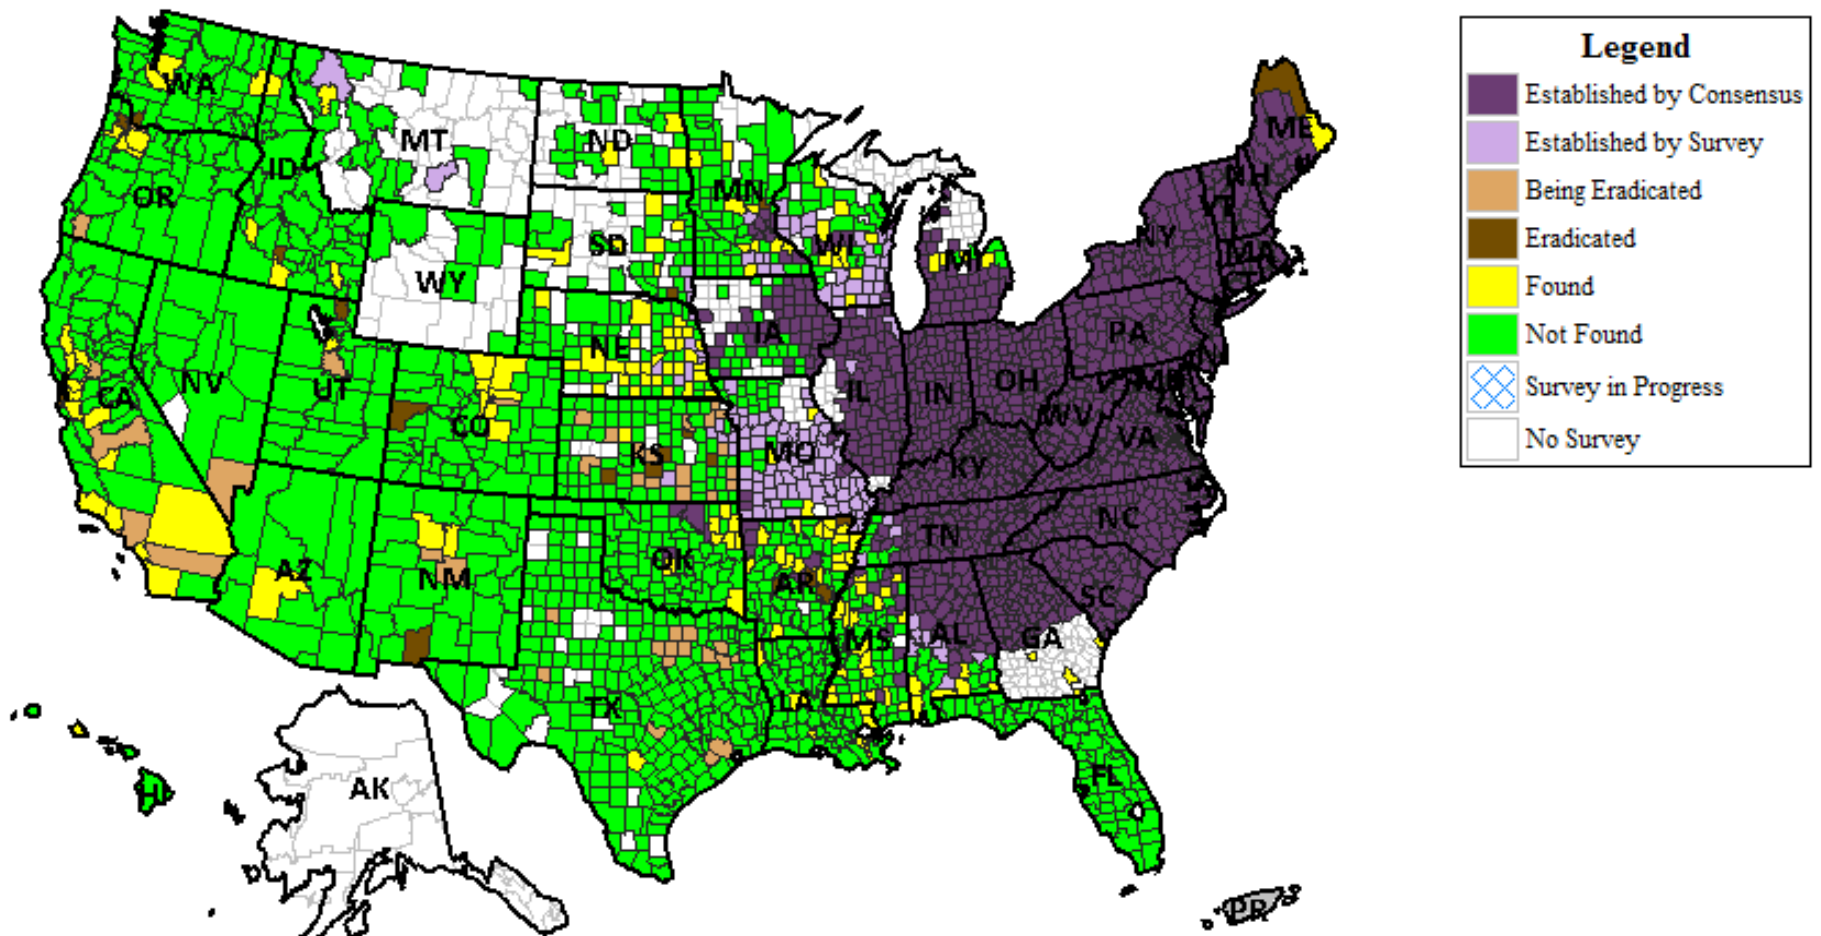 Legend
Established by Consensus
Established by Survey
Being Eradicated
Eradicated
Found
Not Found
Survey in Progress
No Survey
WA
MT
ND
MN
ME
OR
ID
SD
WI
MI
NY
NH
MA
WY
NE
IA
PA
NV
UT
CO
CA
IL
IN
OH
WV
VA
KS
MO
KY
NC
TN
AZ
NM
OK
AR
SC
MS
AL
GA
TX
LA
FL
AK
HI
PR